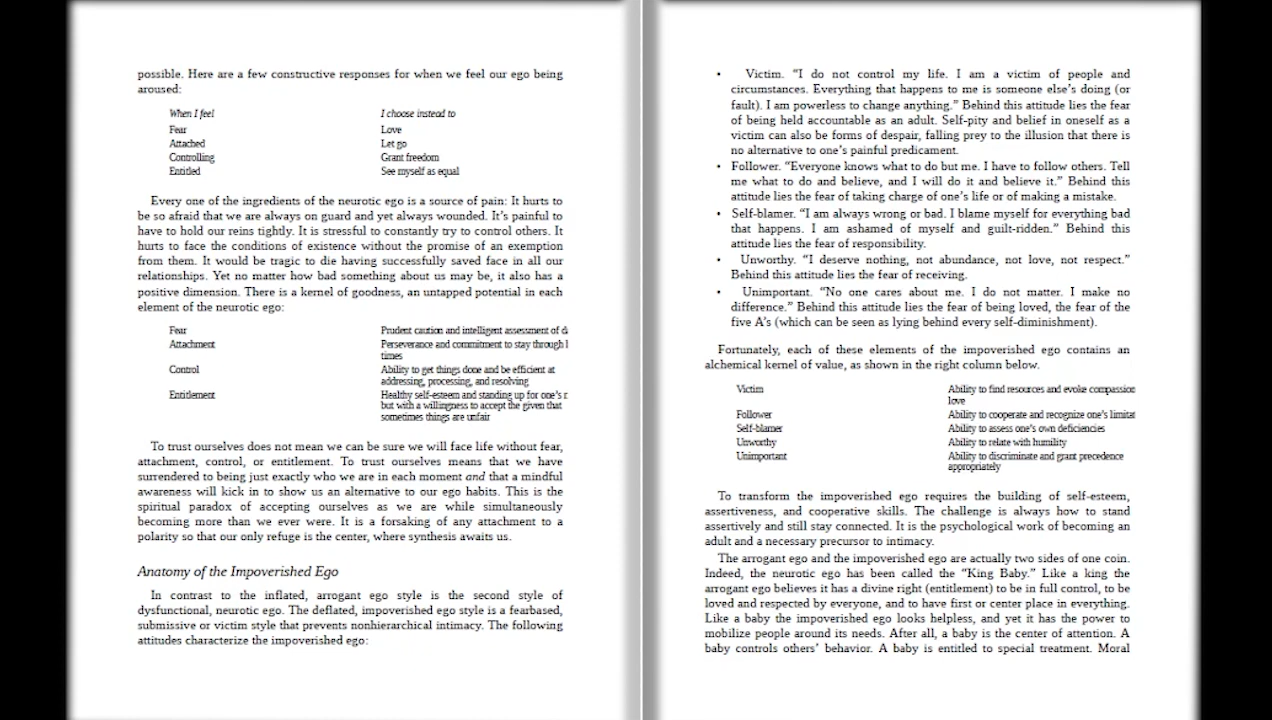 possible. Here are a few constructive responses for when we feel our ego being
aroused:
When I feel I choose instead to
Fear Love
Attached Let go
Controlling Grant freedom
Entitled See myself as equal
Every one of the ingredients of the neurotic ego is a source of pain: It hurts to
be so afraid that we are always on guard and yet always wounded. It’s painful to
have to hold our reins tightly. It is stressful to constantly try to control others. It
hurts to face the conditions of existence without the promise of an exemption
from them. It would be tragic to die having successfully saved face in all our
relationships. Yet no matter how bad something about us may be, it also has a
positive dimension. There is a kernel of goodness, an untapped potential in each
element of the neurotic ego:
Fear Prudent caution and intelligent assessment of
Attachment Perseverance and commitment to stay through
times
Control Ability to get things done and be efficient at
addressing, processing, and resolving
Entitlement Healthy self-esteem and standing up for one’s
but with a willingness to accept the given that
sometimes things are unfair
To trust ourselves does not mean we can be sure we will face life without fear,
attachment, control, or entitlement. To trust ourselves means that we have
surrendered to being just exactly who we are in each moment and that a mindful
awareness will kick in to show us an alternative to our ego habits. This is the
spiritual paradox of accepting ourselves as we are while simultaneously
becoming more than we ever were. It is a forsaking of any attachment to a
polarity so that our only refuge is the center, where synthesis awaits us.
Anatomy of the Impoverished Ego
In contrast to the inflated, arrogant ego style is the second style of
dysfunctional, neurotic ego. The deflated, impoverished ego style is a fearbased,
submissive or victim style that prevents nonhierarchical intimacy. The following
attitudes characterize the impoverished ego:
• Victim. “I do not control my life. I am a victim of people and
circumstances. Everything that happens to me is someone else’s doing (or
fault). I am powerless to change anything.” Behind this attitude lies the fear
of being held accountable as an adult. Self-pity and belief in oneself as a
victim can also be forms of despair, falling prey to the illusion that there is
no alternative to one’s painful predicament.
• Follower. “Everyone knows what to do but me. I have to follow others. Tell
me what to do and believe, and I will do it and believe it.” Behind this
attitude lies the fear of taking charge of one’s life or of making a mistake.
• Self-blamer. “I am always wrong or bad. I blame myself for everything bad
that happens. I am ashamed of myself and guilt-ridden.” Behind this
attitude lies the fear of responsibility.
• Unworthy. “I deserve nothing, not abundance, not love, not respect.”
Behind this attitude lies the fear of receiving.
• Unimportant. “No one cares about me. I do not matter. I make no
difference.” Behind this attitude lies the fear of being loved, the fear of the
five A’s (which can be seen as lying behind every self-diminishment).
Fortunately, each of these elements of the impoverished ego contains an
alchemical kernel of value, as shown in the right column below.
Victim Ability to find resources and evoke compassion
love
Follower Ability to cooperate and recognize one’s
Self-blamer Ability to assess one’s own deficiencies
Unworthy Ability to relate with humility
Unimportant Ability to discriminate and grant precedence
appropriately
To transform the impoverished ego requires the building of self-esteem,
assertiveness, and cooperative skills. The challenge is always how to stand
assertively and still stay connected. It is the psychological work of becoming an
adult and a necessary precursor to intimacy.
The arrogant ego and the impoverished ego are actually two sides of one coin.
Indeed, the neurotic ego has been called the “King Baby.” Like a king the
arrogant ego believes it has a divine right (entitlement) to be in full control, to be
loved and respected by everyone, and to have first or center place in everything.
Like a baby the impoverished ego looks helpless, and yet it has the power to
mobilize people around its needs. After all, a baby is the center of attention. A
baby controls others’ behavior. A baby is entitled to special treatment. Moral